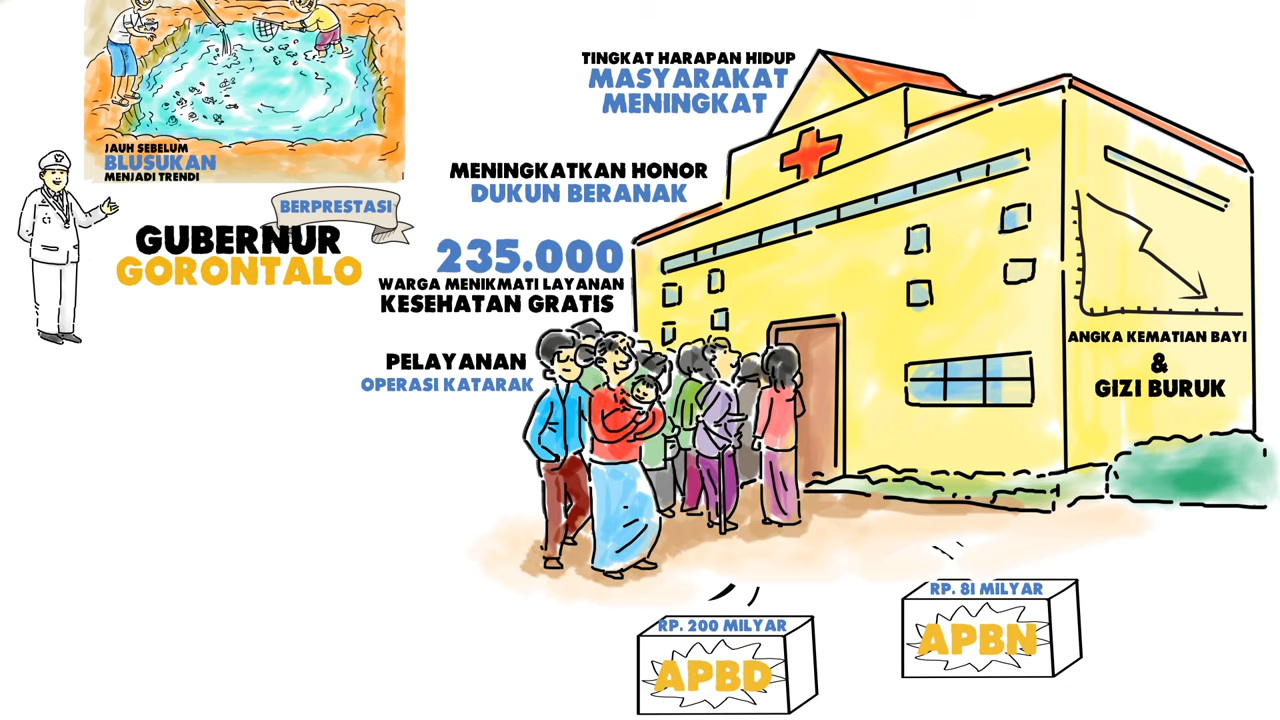 JAUH SEBELUM
BLUSUKAN
MENJADI TRENDI
BERPRESTASI
GUBERNUR
GORONTALO
TINGKAT HARAPAN HIDUP
MASYARAKAT
MENINGKAT
MENINGKATKAN HONOR
DUKUN BERANAK
235.000
WARGA MENIKMATI LAYANAN
KESEHATAN GRATIS
PELAYANAN
OPERASI KATARAK
ANGKA KEMATIAN BAYI
&
GIZI BURUK
RP. 200 MILYAR
APBD
RP. 81 MILYAR
APBN